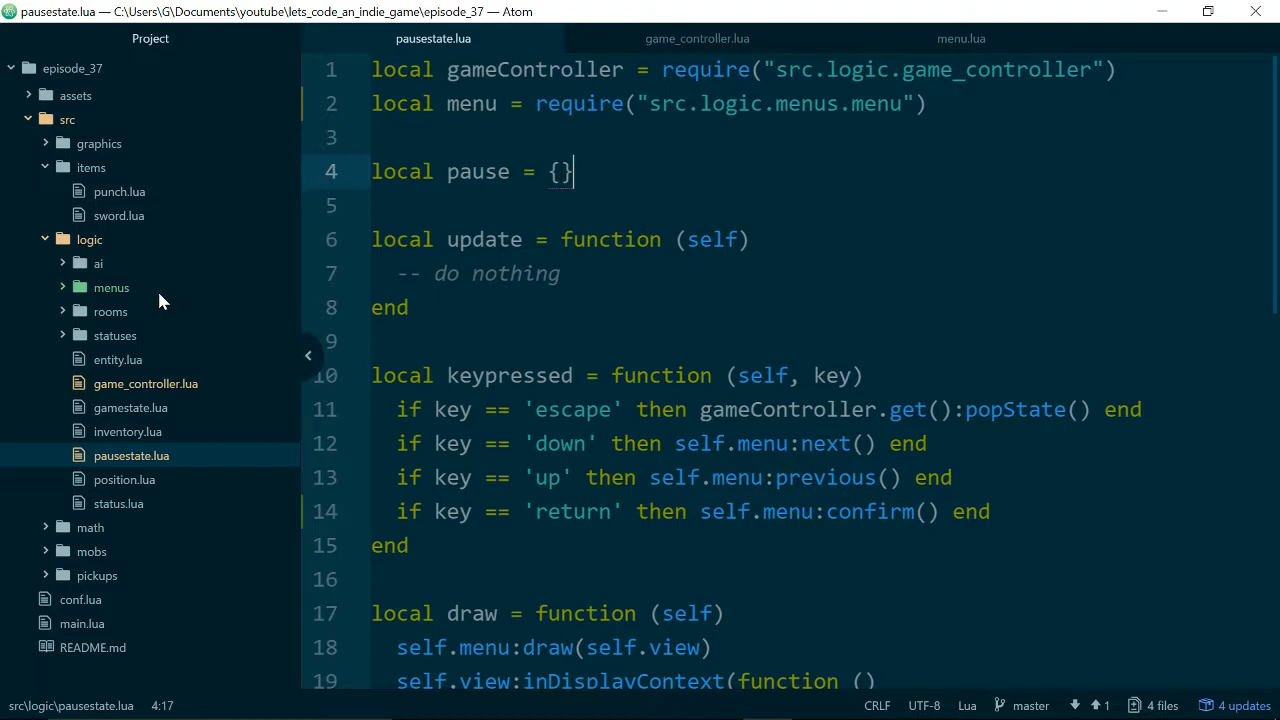 pausestate.lua — C:\Users\G\Documents\youtube\lets_code_an_indie_game\episode_37 — Atom
Project
pausestate.lua
game_controller.lua
menu.lua
episode_37
assets
src
graphics
items
punch.lua
sword.lua
logic
ai
menus
rooms
statuses
entity.lua
game_controller.lua
gamestate.lua
inventory.lua
pausestate.lua
position.lua
status.lua
math
mobs
pickups
conf.lua
main.lua
README.md
1 local gameController = require("src.logic.game_controller")
2 local menu = require("src.logic.menus.menu")
3
4 local pause = {}
5
6 local update = function (self)
7 -- do nothing
8 end
9
10 local keypressed = function (self, key)
11 if key == 'escape' then gameController.get():popState() end
12 if key == 'down' then self.menu:next() end
13 if key == 'up' then self.menu:previous() end
14 if key == 'return' then self.menu:confirm() end
15 end
16
17 local draw = function (self)
18 self.menu:draw(self.view)
19 self.view:inDisplayContext(function ()
src\logic\pausestate.lua 4:17
CRLF UTF-8 Lua master 1 4 files 4 updates